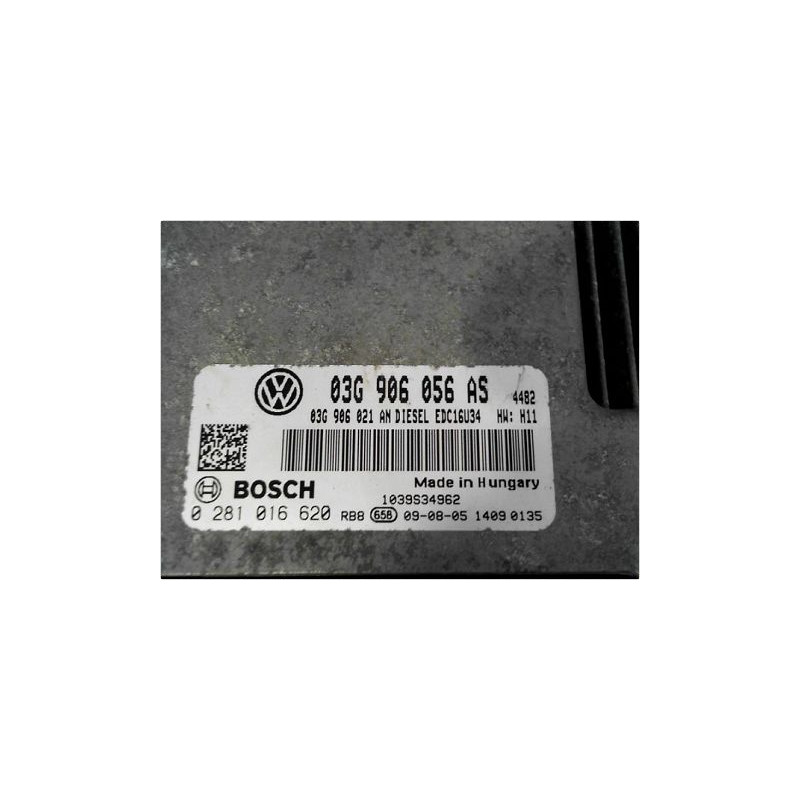 03G 906 056 AS 4482
03G 906 021 AN DIESEL EDC16U34 HW: H11
Made in Hungary
BOSCH 1039S34962
0 281 016 620 RB8 658 09-08-05 1409 0135